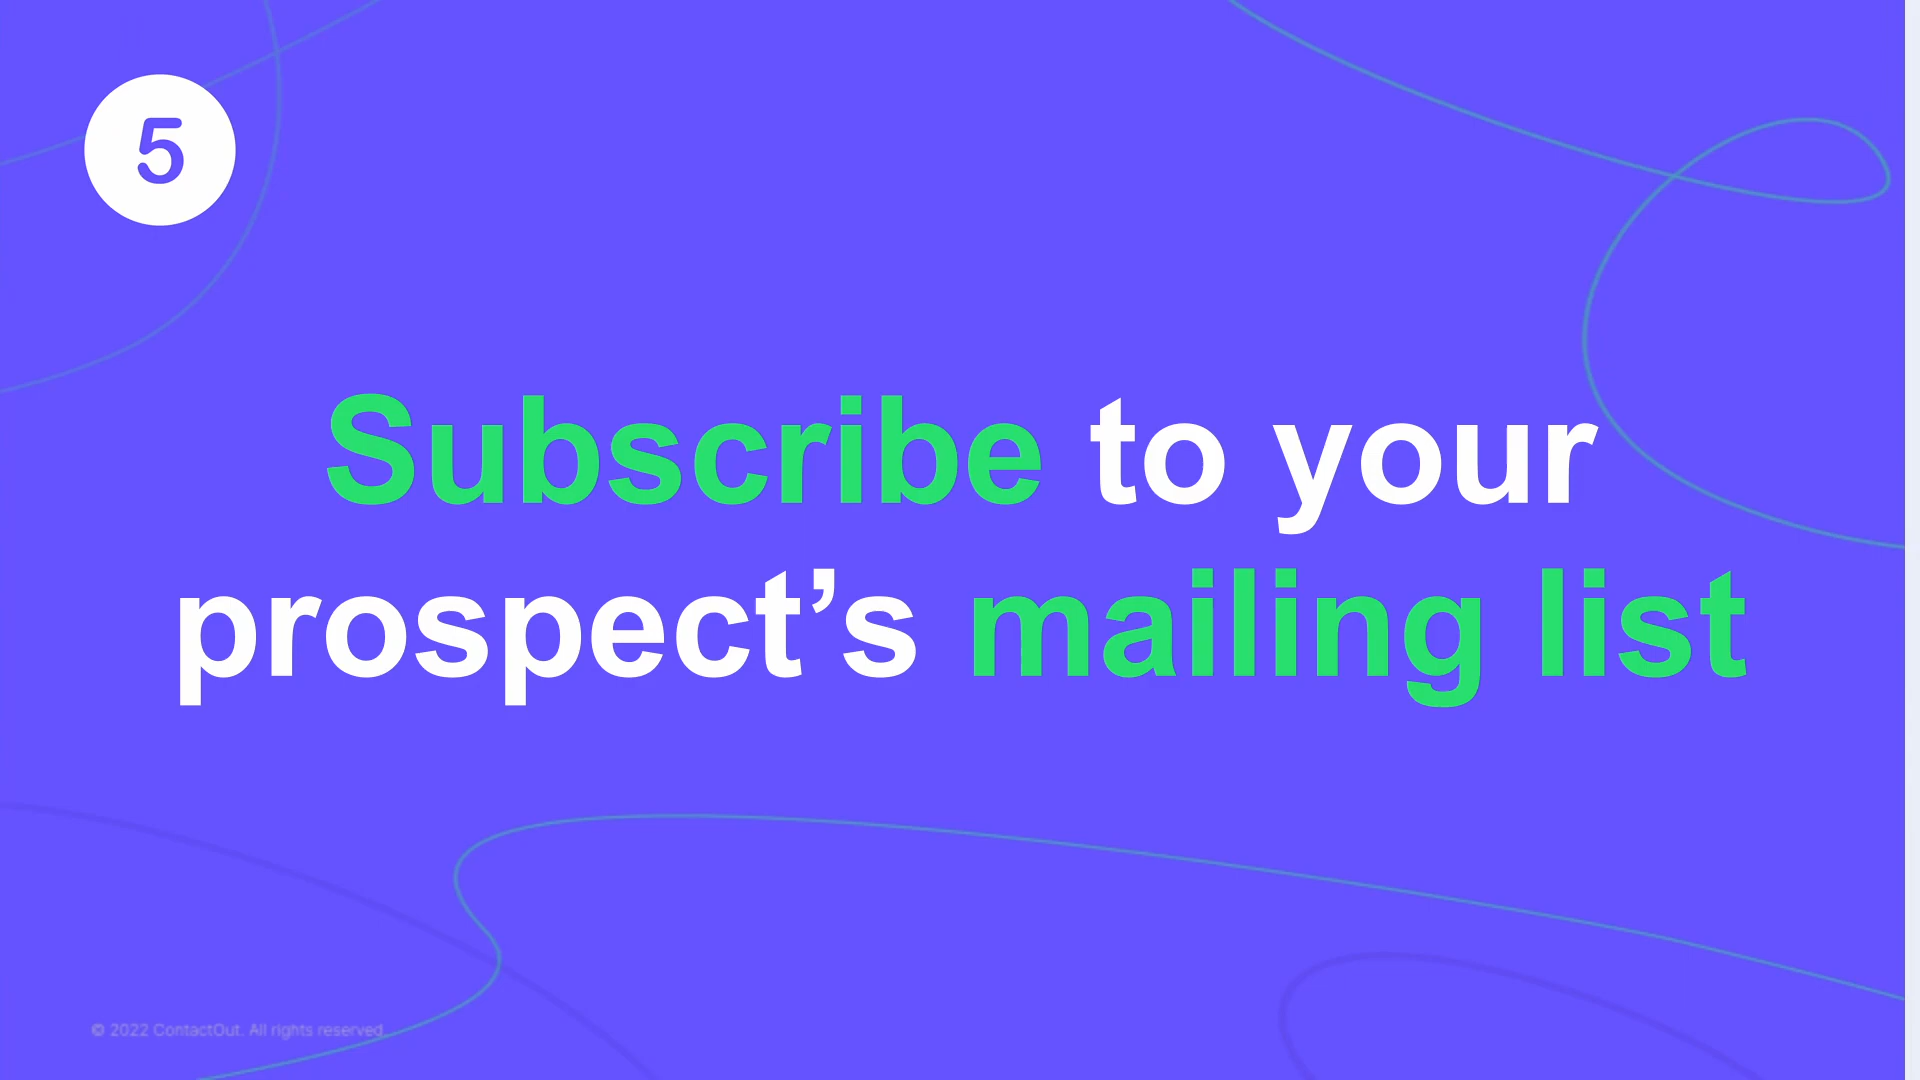 5
Subscribe to your
prospect’s mailing list
© 2022 ContactOut. All rights reserved.